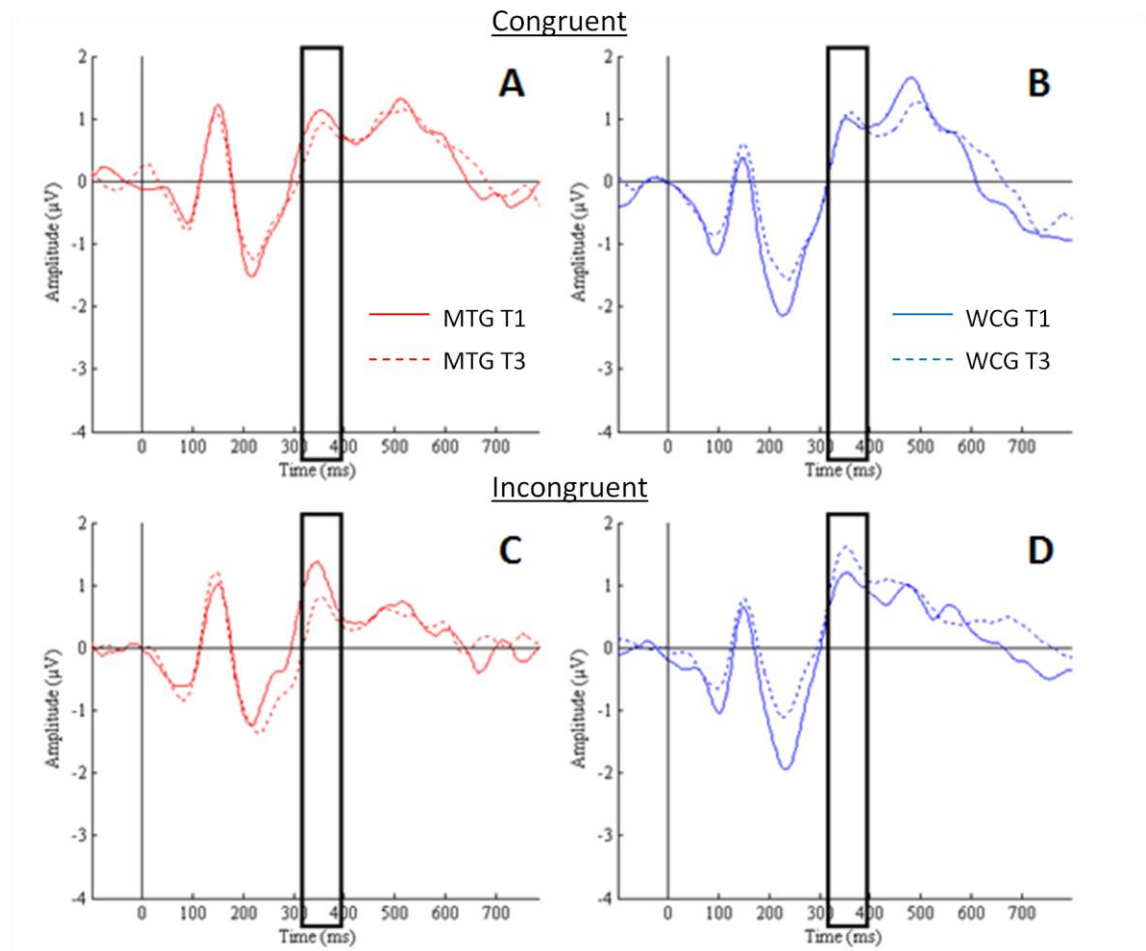 Congruent
A
2
1
0
-1
-2
-3
-4
Amplitude (µV)
0 100 200 300 400 500 600 700
Time (ms)
MTG T1
MTG T3
B
2
1
0
-1
-2
-3
-4
Amplitude (µV)
0 100 200 300 400 500 600 700
Time (ms)
WCG T1
WCG T3
Incongruent
C
2
1
0
-1
-2
-3
-4
Amplitude (µV)
0 100 200 300 400 500 600 700
Time (ms)
D
2
1
0
-1
-2
-3
-4
Amplitude (µV)
0 100 200 300 400 500 600 700
Time (ms)